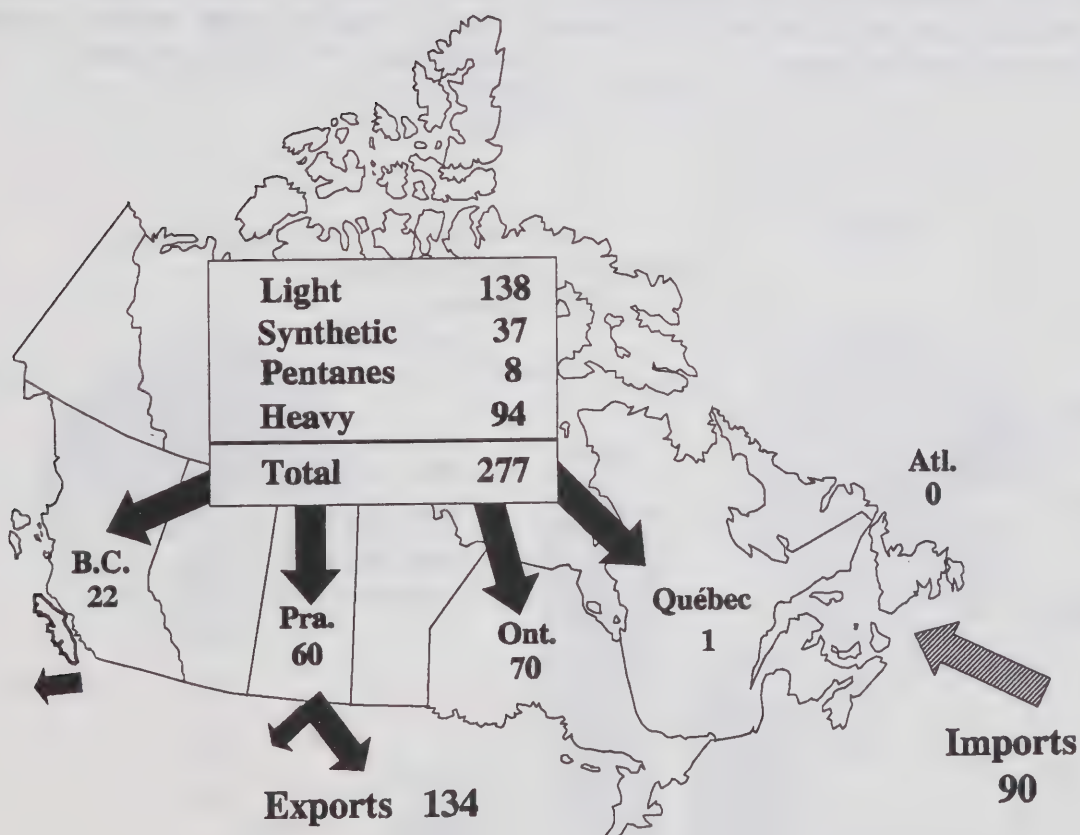 Light 138
Synthetic 37
Pentanes 8
Heavy 94
Total 277
Atl.
0
B.C.
22
Pra.
60
Ont.
70
Québec
1
Imports
90
Exports 134